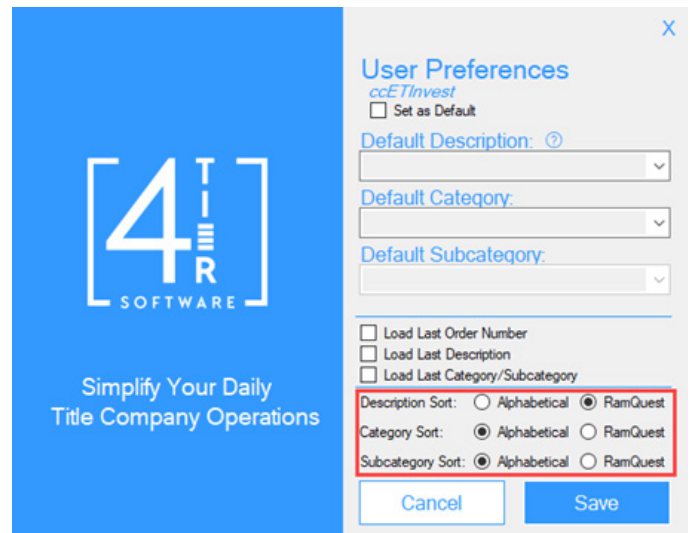 X
User Preferences
ccETInvest
Set as Default
Default Description: ?
Default Category:
Default Subcategory:
Load Last Order Number
Load Last Description
Load Last Category/Subcategory
Description Sort: Alphabetical RamQuest
Category Sort: Alphabetical RamQuest
Subcategory Sort: Alphabetical RamQuest
Cancel Save
4TIER
SOFTWARE
Simplify Your Daily
Title Company Operations